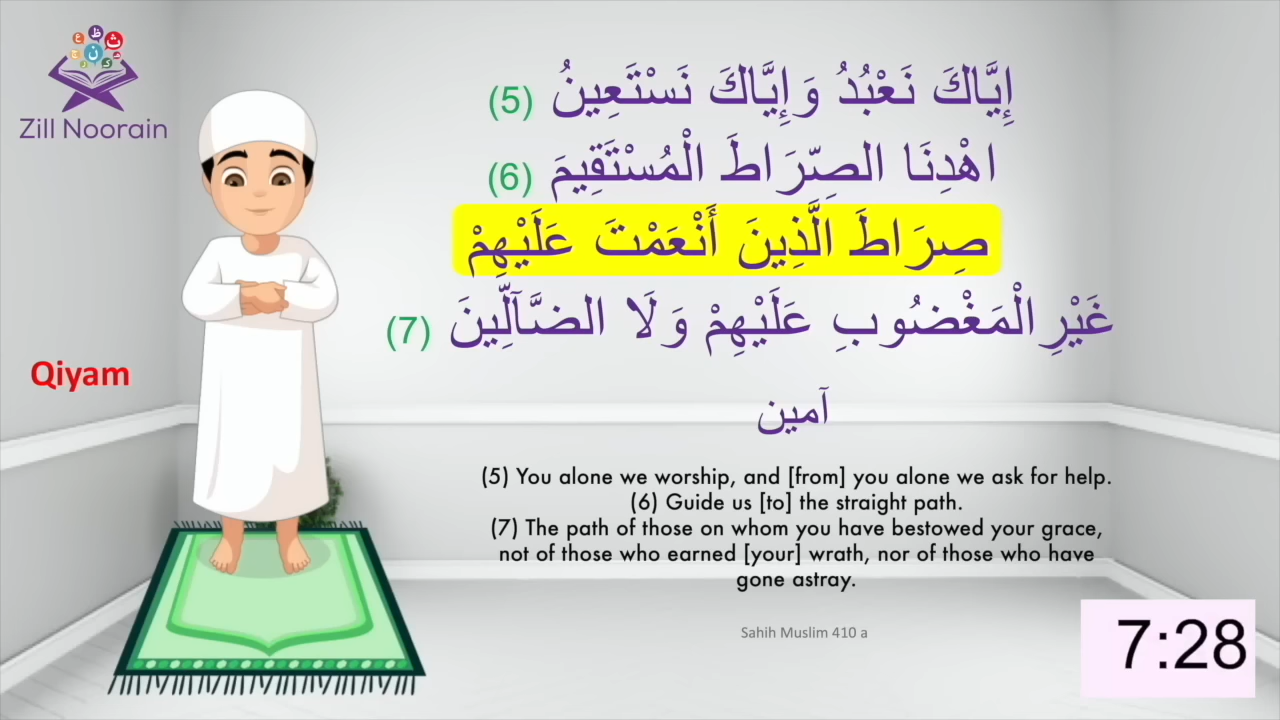 ث
ظ
ع
ن
Zill Noorain
إِيَّاكَ نَعْبُدُ وَإِيَّاكَ نَسْتَعِينُ (5)
اهْدِنَا الصِّرَاطَ الْمُسْتَقِيمَ (6)
صِرَاطَ الَّذِينَ أَنْعَمْتَ عَلَيْهِمْ
غَيْرِالْمَغْضُوبِ عَلَيْهِمْ وَلَا الضَّآلِّينَ (7)
آمين
Qiyam
(5) You alone we worship, and [from] you alone we ask for help.
(6) Guide us [to] the straight path.
(7) The path of those on whom you have bestowed your grace,
not of those who earned [your] wrath, nor of those who have
gone astray.
Sahih Muslim 410 a
7:28